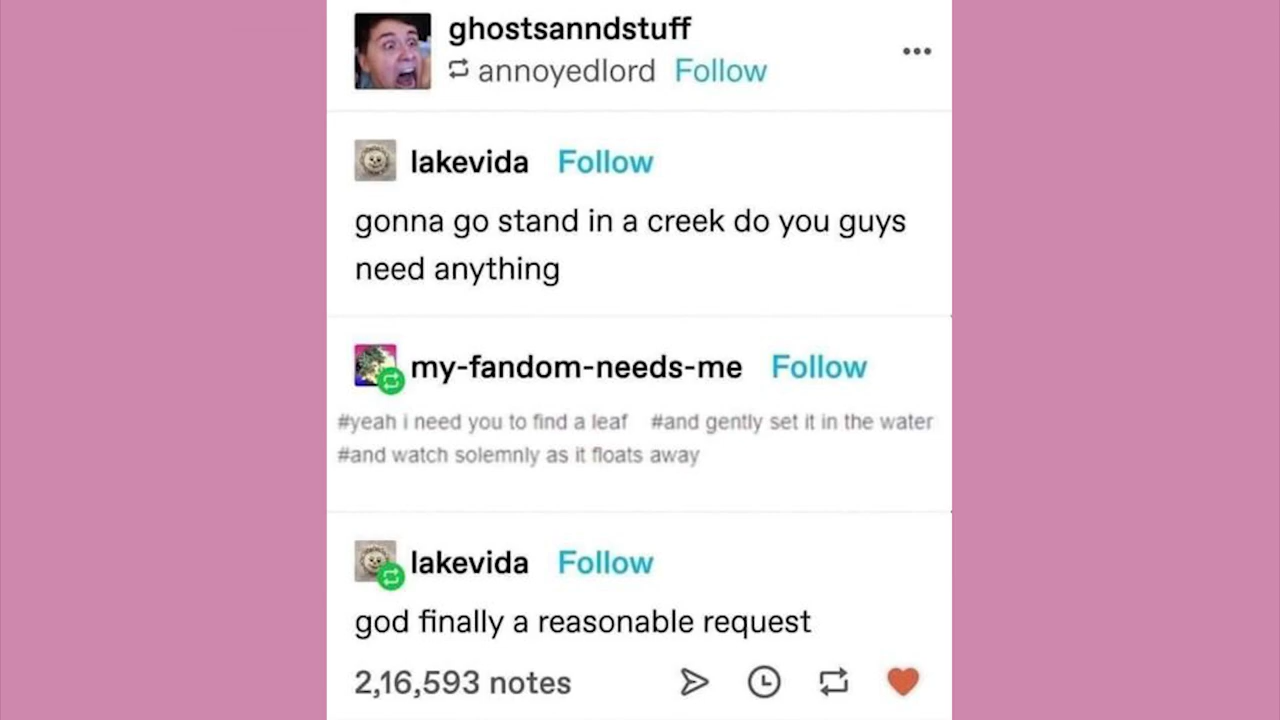 ghostsanndstuff
annoyedlord Follow
lakevida Follow
gonna go stand in a creek do you guys
need anything
my-fandom-needs-me Follow
#yeah i need you to find a leaf #and gently set it in the water
#and watch solemnly as it floats away
lakevida Follow
god finally a reasonable request
2,16,593 notes